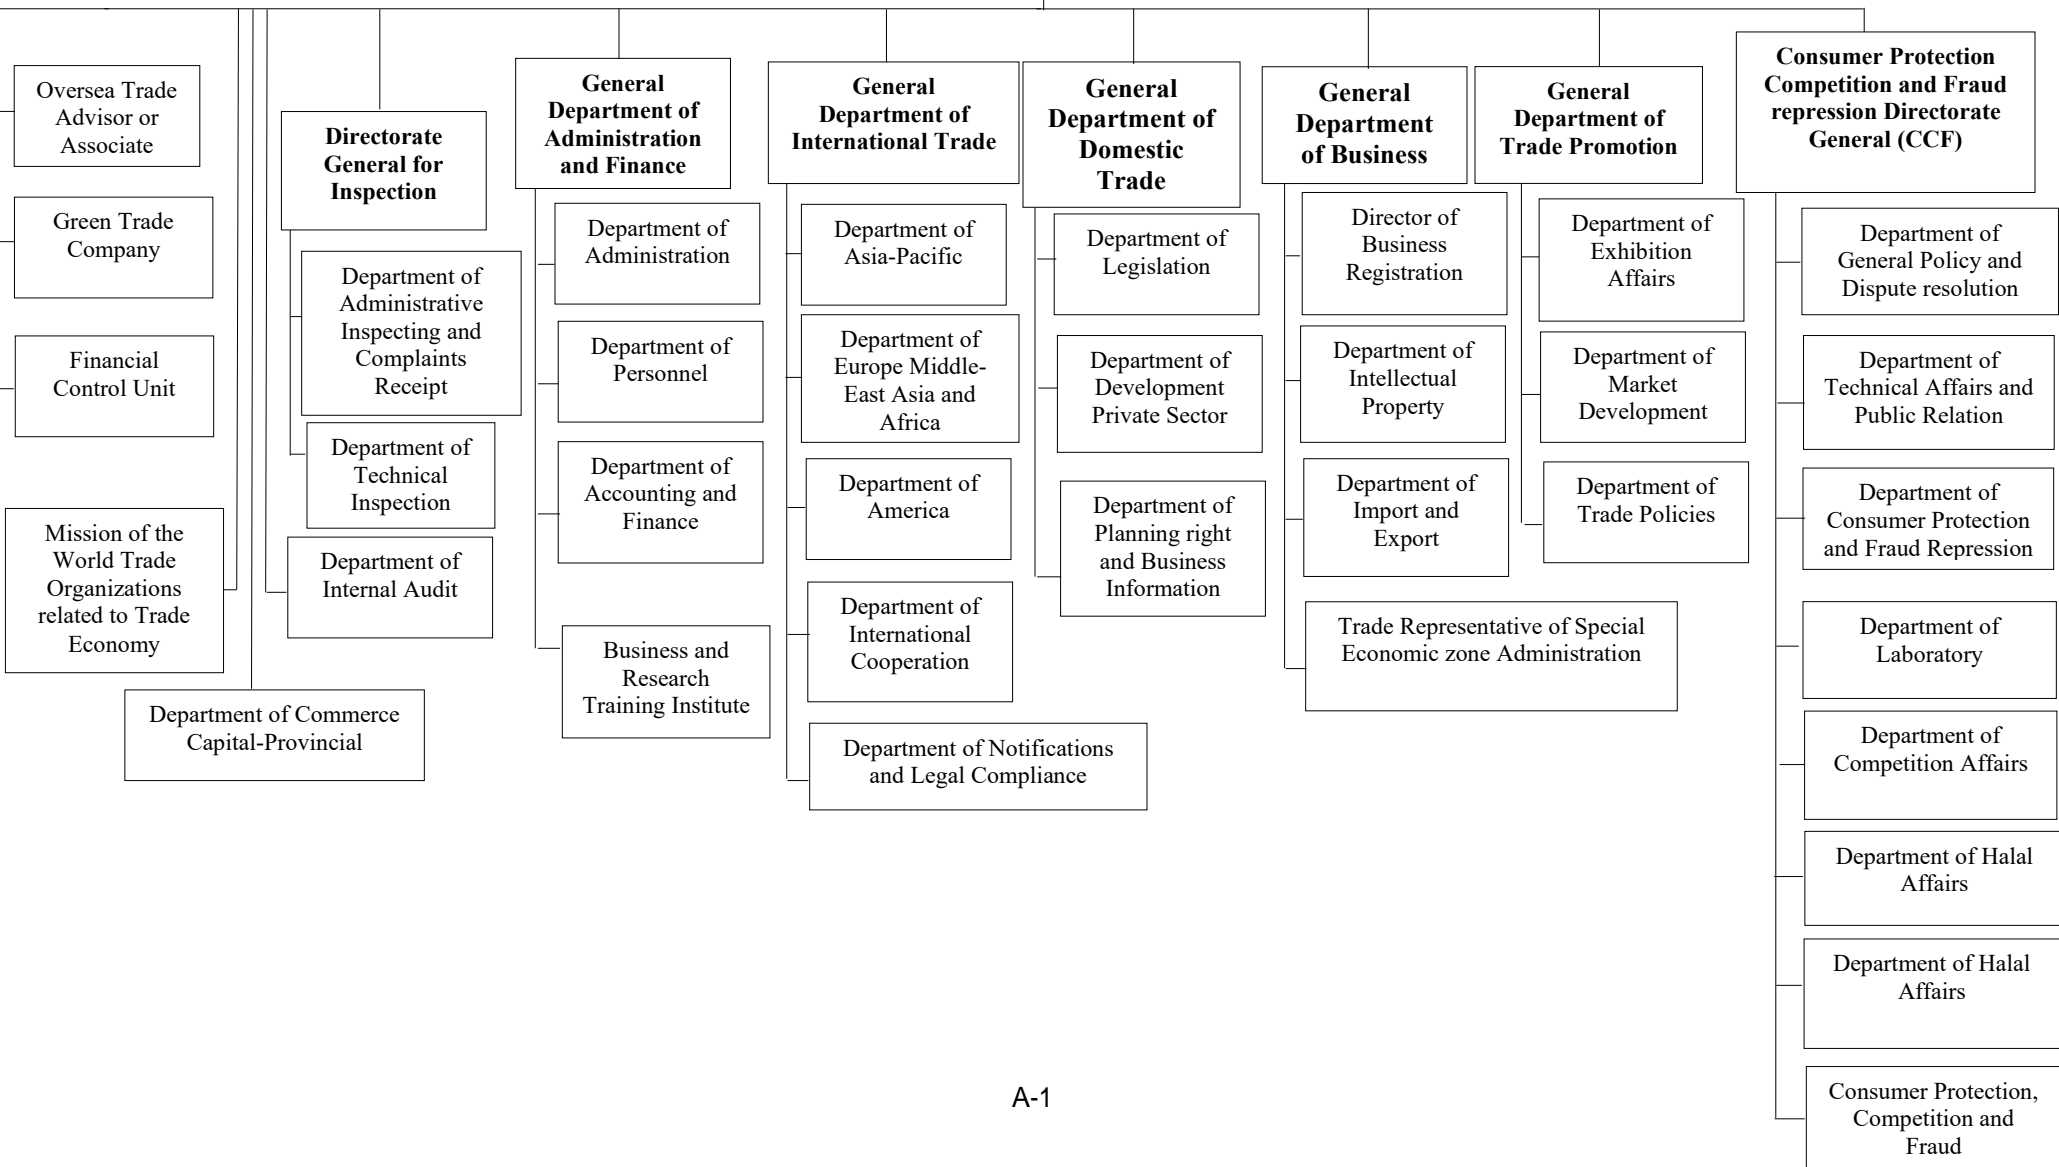 Oversea Trade
Advisor or
Associate
Green Trade
Company
Financial
Control Unit
Mission of the
World Trade
Organizations
related to Trade
Economy
Department of Commerce
Capital-Provincial
Directorate
General for
Inspection
Department of
Administrative
Inspecting and
Complaints
Receipt
Department of
Technical
Inspection
Department of
Internal Audit
General
Department of
Administration
and Finance
Department of
Administration
Department of
Personnel
Department of
Accounting and
Finance
Business and
Research
Training Institute
General
Department of
International Trade
Department of
Asia-Pacific
Department of
Europe Middle-
East Asia and
Africa
Department of
America
Department of
International
Cooperation
Department of Notifications
and Legal Compliance
General
Department of
Domestic
Trade
Department of
Legislation
Department of
Development
Private Sector
Department of
Planning right
and Business
Information
General
Department
of Business
Director of
Business
Registration
Department of
Intellectual
Property
Department of
Import and
Export
Trade Representative of Special
Economic zone Administration
General
Department of
Trade Promotion
Department of
Exhibition
Affairs
Department of
Market
Development
Department of
Trade Policies
Consumer Protection
Competition and Fraud
repression Directorate
General (CCF)
Department of
General Policy and
Dispute resolution
Department of
Technical Affairs and
Public Relation
Department of
Consumer Protection
and Fraud Repression
Department of
Laboratory
Department of
Competition Affairs
Department of Halal
Affairs
Department of Halal
Affairs
Consumer Protection,
Competition and
Fraud
A-1